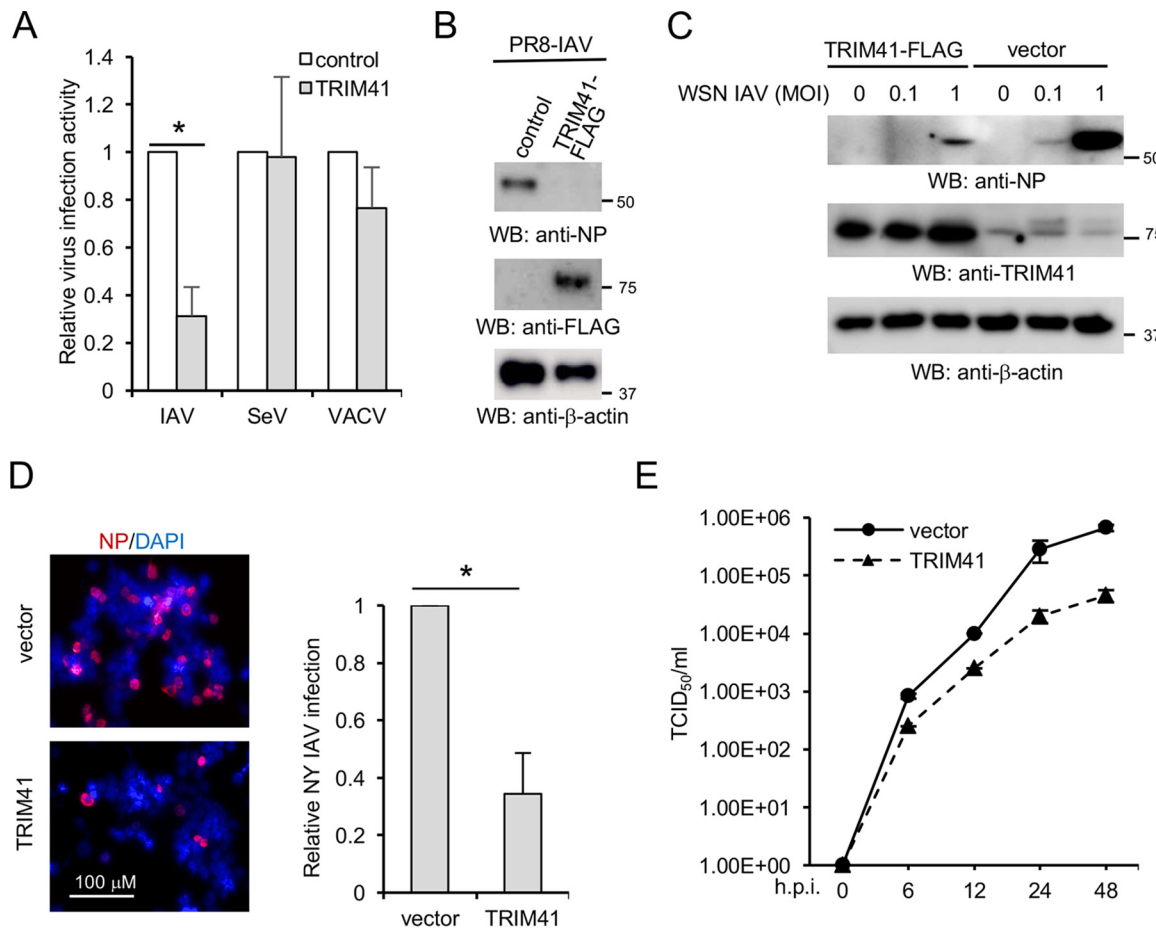 A
Relative virus infection activity
1.4
1.2
1
0.8
0.6
0.4
0.2
0
control
TRIM41
*
IAV SeV VACV
B
PR8-IAV
control
TRIM41-
FLAG
50
WB: anti-NP
75
WB: anti-FLAG
37
WB: anti-β-actin
C
TRIM41-FLAG vector
WSN IAV (MOI) 0 0.1 1 0 0.1 1
50
WB: anti-NP
75
WB: anti-TRIM41
37
WB: anti-β-actin
D
NP/DAPI
vector
TRIM41
100 μM
Relative NY IAV infection
*
1
0.8
0.6
0.4
0.2
0
vector TRIM41
E
TCID50/ml
1.00E+06
1.00E+05
1.00E+04
1.00E+03
1.00E+02
1.00E+01
1.00E+00
vector
TRIM41
h.p.i. 0 6 12 24 48